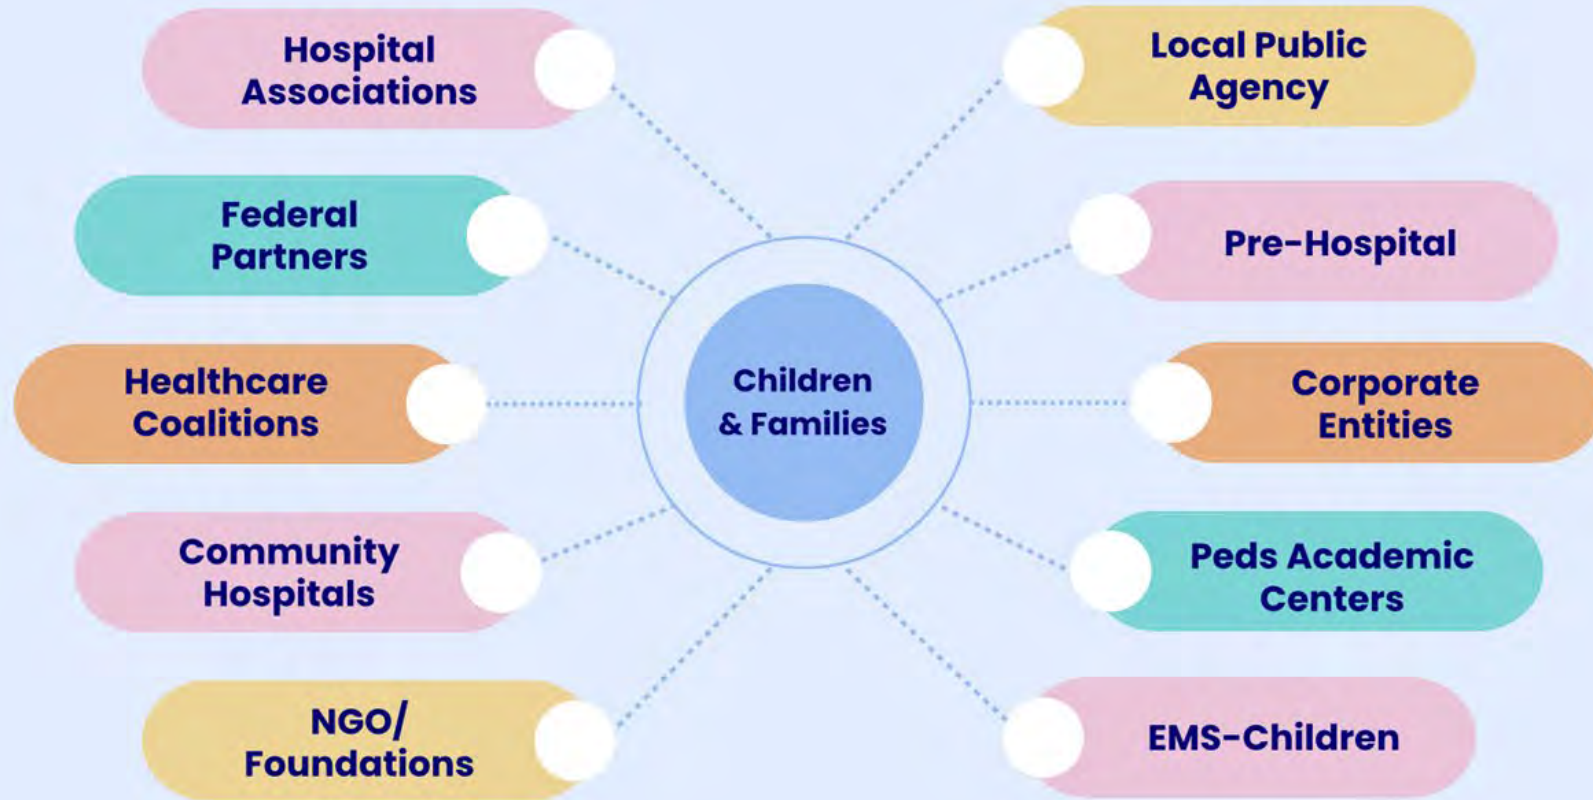 Hospital
Associations
Federal
Partners
Healthcare
Coalitions
Community
Hospitals
NGO/
Foundations
Children
& Families
Local Public
Agency
Pre-Hospital
Corporate
Entities
Peds Academic
Centers
EMS-Children